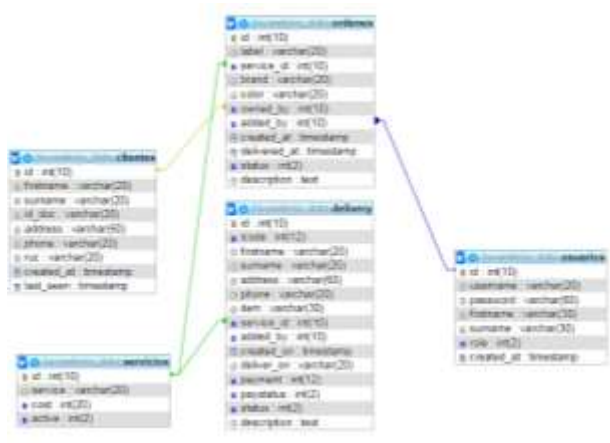 ordenes
id int(10)
label varchar(20)
service_id int(10)
brand varchar(20)
color varchar(20)
owned_by int(10)
added_by int(10)
created_at timestamp
delivered_at timestamp
status int(2)
description text
clientes
id int(10)
firstname varchar(20)
surname varchar(20)
id_doc varchar(20)
address varchar(60)
phone varchar(20)
ruc varchar(20)
created_at timestamp
last_seen timestamp
delivery
id int(10)
int(12)
firstname varchar(20)
surname varchar(20)
address varchar(60)
phone varchar(20)
item varchar(30)
service_id int(10)
added_by int(10)
created_on timestamp
deliver_on varchar(20)
payment int(12)
paystatus int(2)
status int(2)
description text
usuarios
id int(10)
username varchar(20)
password varchar(60)
firstname varchar(30)
surname varchar(30)
role int(2)
created_at timestamp
servicios
id int(10)
service varchar(20)
cost int(20)
active int(2)